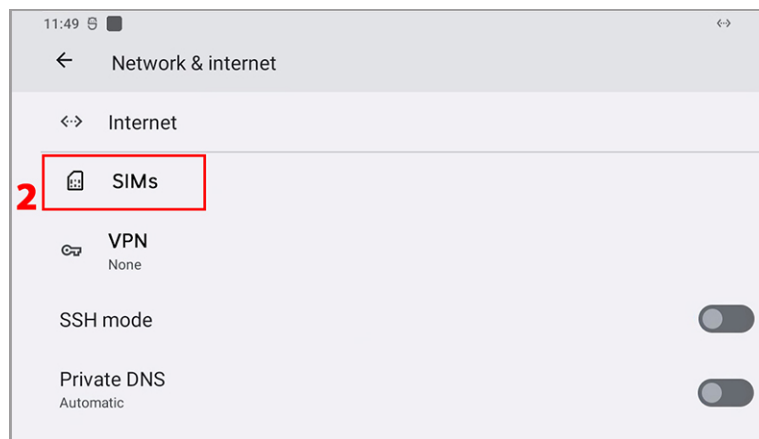 11:49
Network & internet
Internet
2
SIMs
VPN
None
SSH mode
Private DNS
Automatic